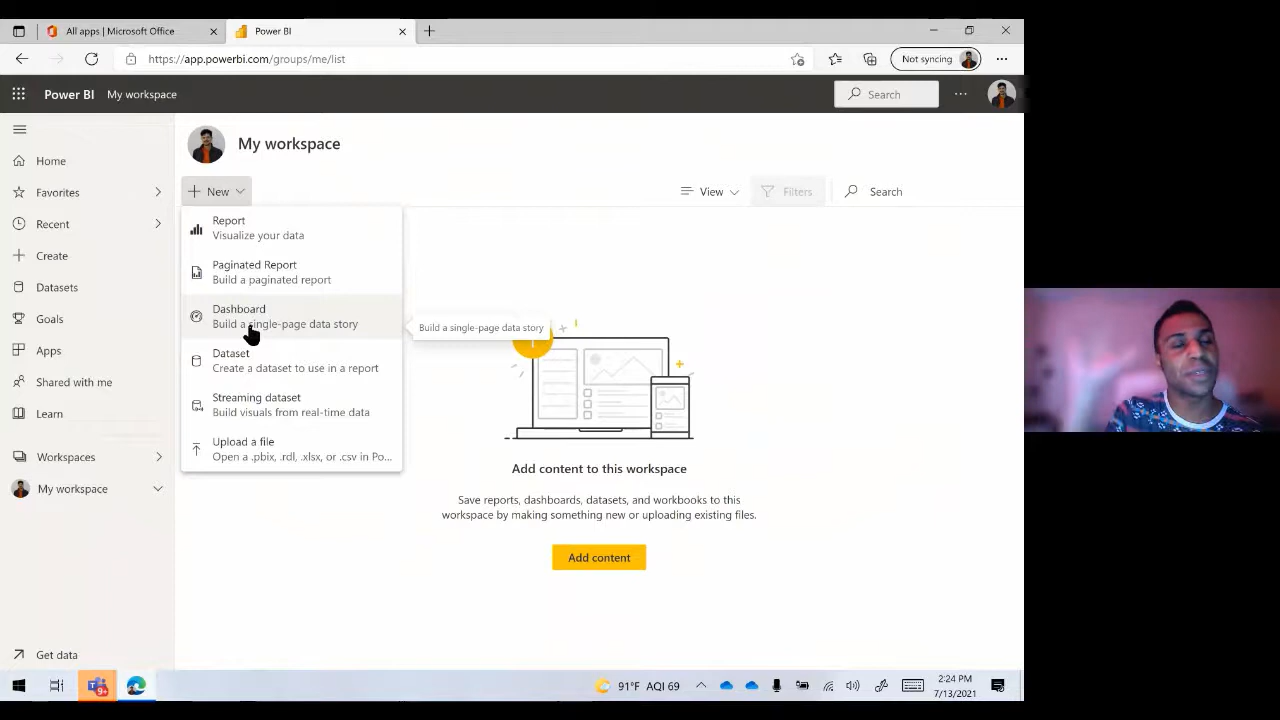 All apps | Microsoft Office
Power BI
https://app.powerbi.com/groups/me/list
Not syncing
Power BI My workspace
Search
Home
Favorites
Recent
Create
Datasets
Goals
Apps
Shared with me
Learn
Workspaces
My workspace
Get data
My workspace
New
View
Filters
Search
Report
Visualize your data
Paginated Report
Build a paginated report
Dashboard
Build a single-page data story
Build a single-page data story
Dataset
Create a dataset to use in a report
Streaming dataset
Build visuals from real-time data
Upload a file
Open a .pbix, .rdl, .xlsx, or .csv in Po...
Add content to this workspace
Save reports, dashboards, datasets, and workbooks to this
workspace by making something new or uploading existing files.
Add content
9+
91°F AQI 69
2:24 PM
7/13/2021